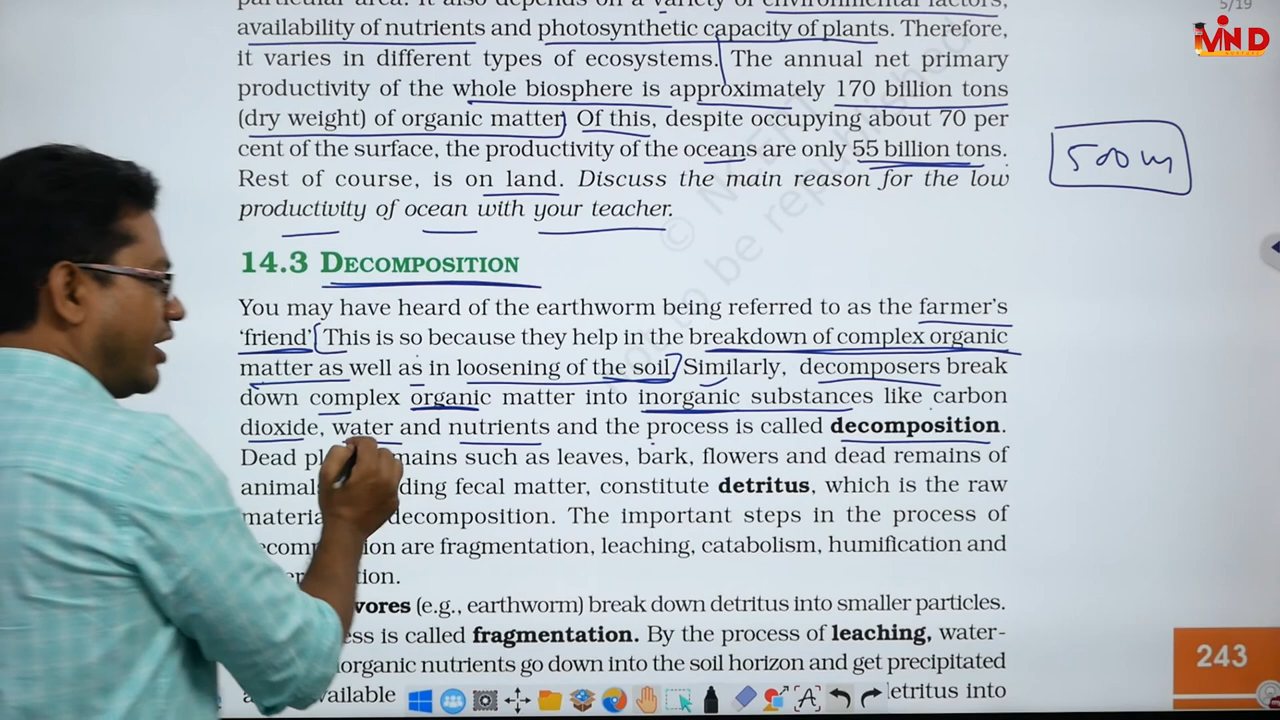 particular area. It also depends on a variety of environmental factors,
5/19
MIND
availability of nutrients and photosynthetic capacity of plants. Therefore,
it varies in different types of ecosystems. The annual net primary
productivity of the whole biosphere is approximately 170 billion tons
(dry weight) of organic matter. Of this, despite occupying about 70 per
cent of the surface, the productivity of the oceans are only 55 billion tons.
500m
Rest of course, is on land. Discuss the main reason for the low
productivity of ocean with your teacher.
14.3 DECOMPOSITION
You may have heard of the earthworm being referred to as the farmer's
'friend'. This is so because they help in the breakdown of complex organic
matter as well as in loosening of the soil. Similarly, decomposers break
down complex organic matter into inorganic substances like carbon
dioxide, water and nutrients and the process is called decomposition.
Dead mains such as leaves, bark, flowers and dead remains of
animals ding fecal matter, constitute detritus, which is the raw
materia decomposition. The important steps in the process of
ion are fragmentation, leaching, catabolism, humification and
tion.
vores (e.g., earthworm) break down detritus into smaller particles.
ess is called fragmentation. By the process of leaching, water-
norganic nutrients go down into the soil horizon and get precipitated
available etritus into
243